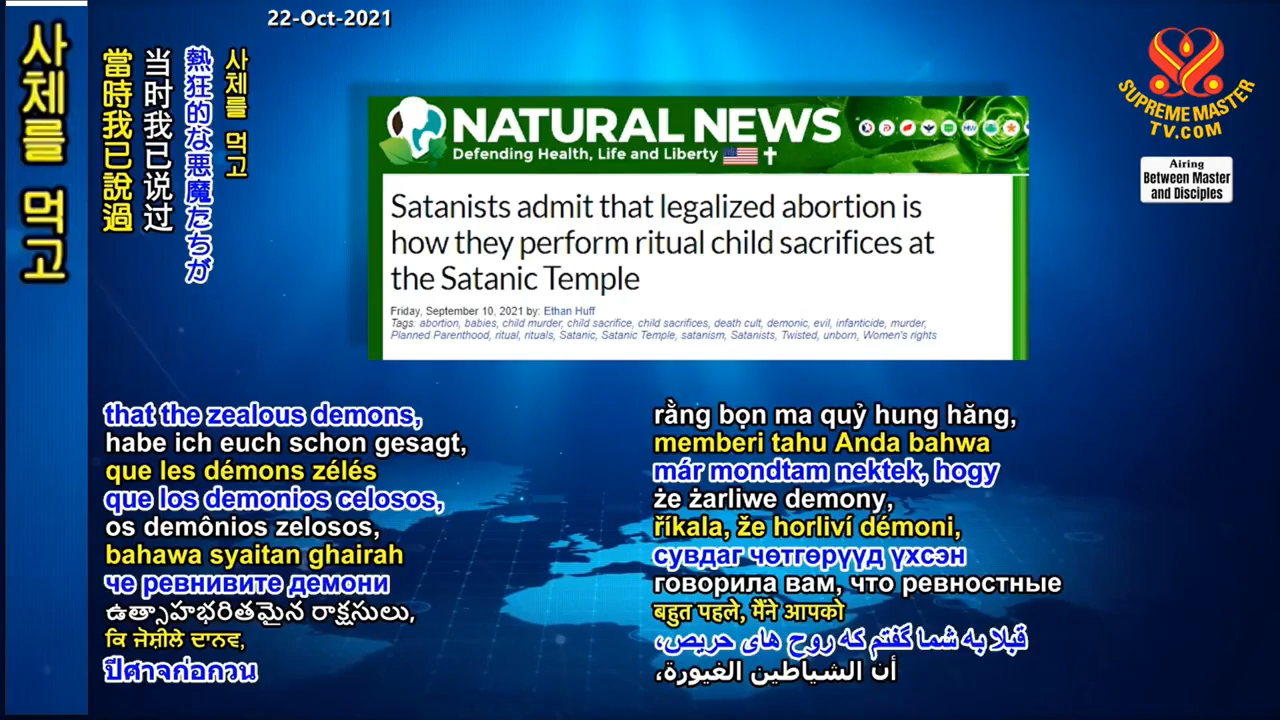 22-Oct-2021
사체를 먹고
사체를 먹고
熱狂的な悪魔たちが
当时我已说过
當時我已說過
SUPREME MASTER
TV.COM
Airing
Between Master
and Disciples
NATURAL NEWS
Defending Health, Life and Liberty
Satanists admit that legalized abortion is
how they perform ritual child sacrifices at
the Satanic Temple
Friday, September 10, 2021 by: Ethan Huff
Tags: abortion, babies, child murder, child sacrifice, child sacrifices, death cult, demonic, evil, infanticide, murder,
Planned Parenthood, ritual, rituals, Satanic, Satanic Temple, satanism, Satanists, Twisted, unborn, Women's rights
that the zealous demons,
habe ich euch schon gesagt,
que les démons zélés
que los demonios celosos,
os demônios zelosos,
bahawa syaitan ghairah
че ревнивите демони
ఉత్సాహభరితమైన రాక్షసులు,
ਕਿ ਜੋਸ਼ੀਲੇ ਦਾਨਵ,
ปีศาจก่อกวน
rằng bọn ma quỷ hung hăng,
memberi tahu Anda bahwa
már mondtam nektek, hogy
że żarliwe demony,
říkala, že horliví démoni,
сувдаг чөтгөрүүд үхсэн
говорила вам, что ревностные
बहुत पहले, मैंने आपको
قبلا به شما گفتم که روح های حریص،
أن الشياطين الغيورة،